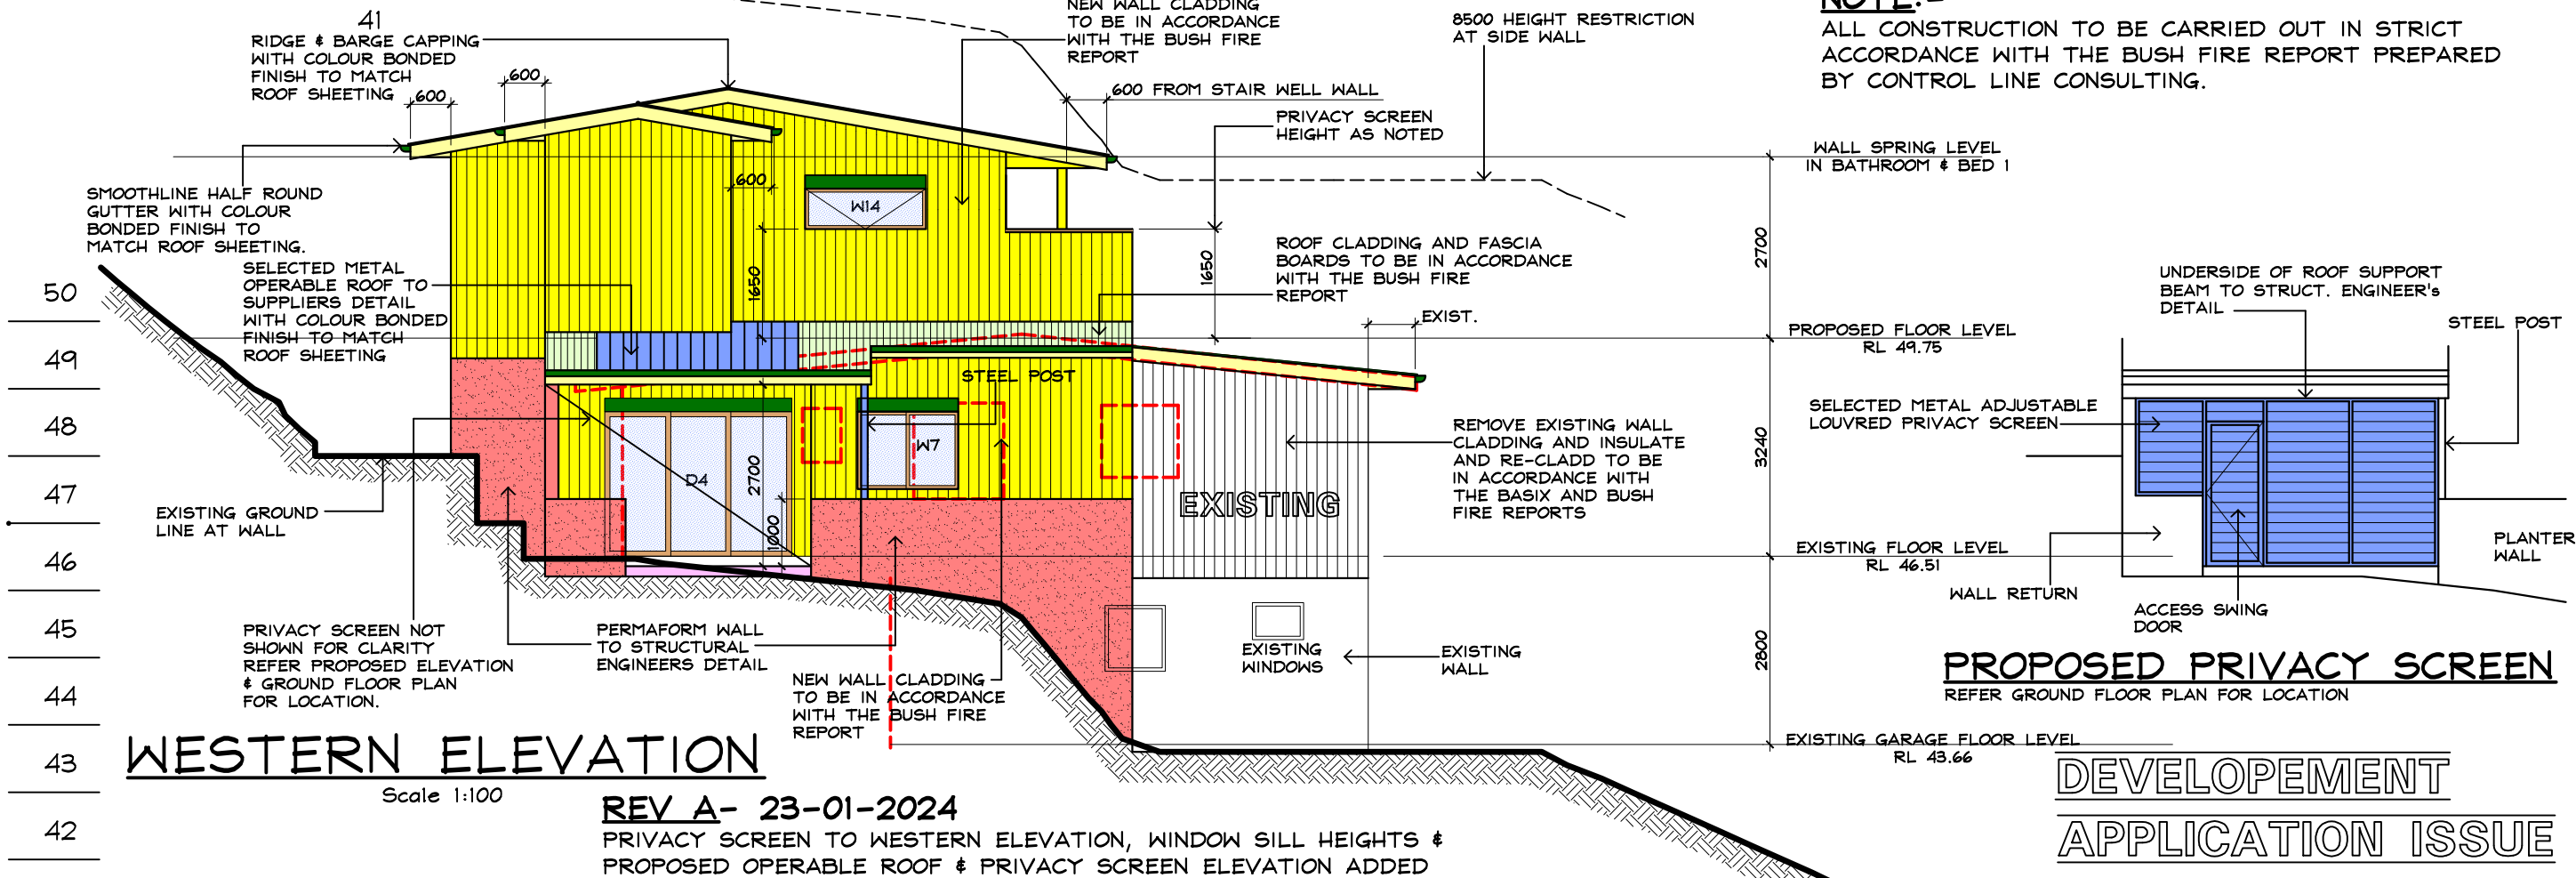 41
RIDGE & BARGE CAPPING
WITH COLOUR BONDED
FINISH TO MATCH
ROOF SHEETING
600
600
NEW WALL CLADDING
TO BE IN ACCORDANCE
WITH THE BUSH FIRE
REPORT
8500 HEIGHT RESTRICTION
AT SIDE WALL
600 FROM STAIR WELL WALL
PRIVACY SCREEN
HEIGHT AS NOTED
NOTE:-
ALL CONSTRUCTION TO BE CARRIED OUT IN STRICT
ACCORDANCE WITH THE BUSH FIRE REPORT PREPARED
BY CONTROL LINE CONSULTING.
WALL SPRING LEVEL
IN BATHROOM & BED 1
SMOOTHLINE HALF ROUND
GUTTER WITH COLOUR
BONDED FINISH TO
MATCH ROOF SHEETING.
600
W14
1650
1650
2700
ROOF CLADDING AND FASCIA
BOARDS TO BE IN ACCORDANCE
WITH THE BUSH FIRE
REPORT
SELECTED METAL
OPERABLE ROOF TO
SUPPLIERS DETAIL
WITH COLOUR BONDED
FINISH TO MATCH
ROOF SHEETING
EXIST.
PROPOSED FLOOR LEVEL
RL 49.75
UNDERSIDE OF ROOF SUPPORT
BEAM TO STRUCT. ENGINEER's
DETAIL
STEEL POST
50
49
48
47
46
45
44
43
42
STEEL POST
D4
W7
2700
1000
3240
2800
EXISTING
REMOVE EXISTING WALL
CLADDING AND INSULATE
AND RE-CLADD TO BE
IN ACCORDANCE WITH
THE BASIX AND BUSH
FIRE REPORTS
SELECTED METAL ADJUSTABLE
LOUVRED PRIVACY SCREEN
EXISTING GROUND
LINE AT WALL
EXISTING FLOOR LEVEL
RL 46.51
PLANTER
WALL
WALL RETURN
ACCESS SWING
DOOR
PRIVACY SCREEN NOT
SHOWN FOR CLARITY
REFER PROPOSED ELEVATION
& GROUND FLOOR PLAN
FOR LOCATION.
PERMAFORM WALL
TO STRUCTURAL
ENGINEERS DETAIL
NEW WALL CLADDING
TO BE IN ACCORDANCE
WITH THE BUSH FIRE
REPORT
EXISTING
WINDOWS
EXISTING
WALL
PROPOSED PRIVACY SCREEN
REFER GROUND FLOOR PLAN FOR LOCATION
EXISTING GARAGE FLOOR LEVEL
RL 43.66
WESTERN ELEVATION
Scale 1:100
REV A- 23-01-2024
PRIVACY SCREEN TO WESTERN ELEVATION, WINDOW SILL HEIGHTS &
PROPOSED OPERABLE ROOF & PRIVACY SCREEN ELEVATION ADDED
DEVELOPEMENT
APPLICATION ISSUE